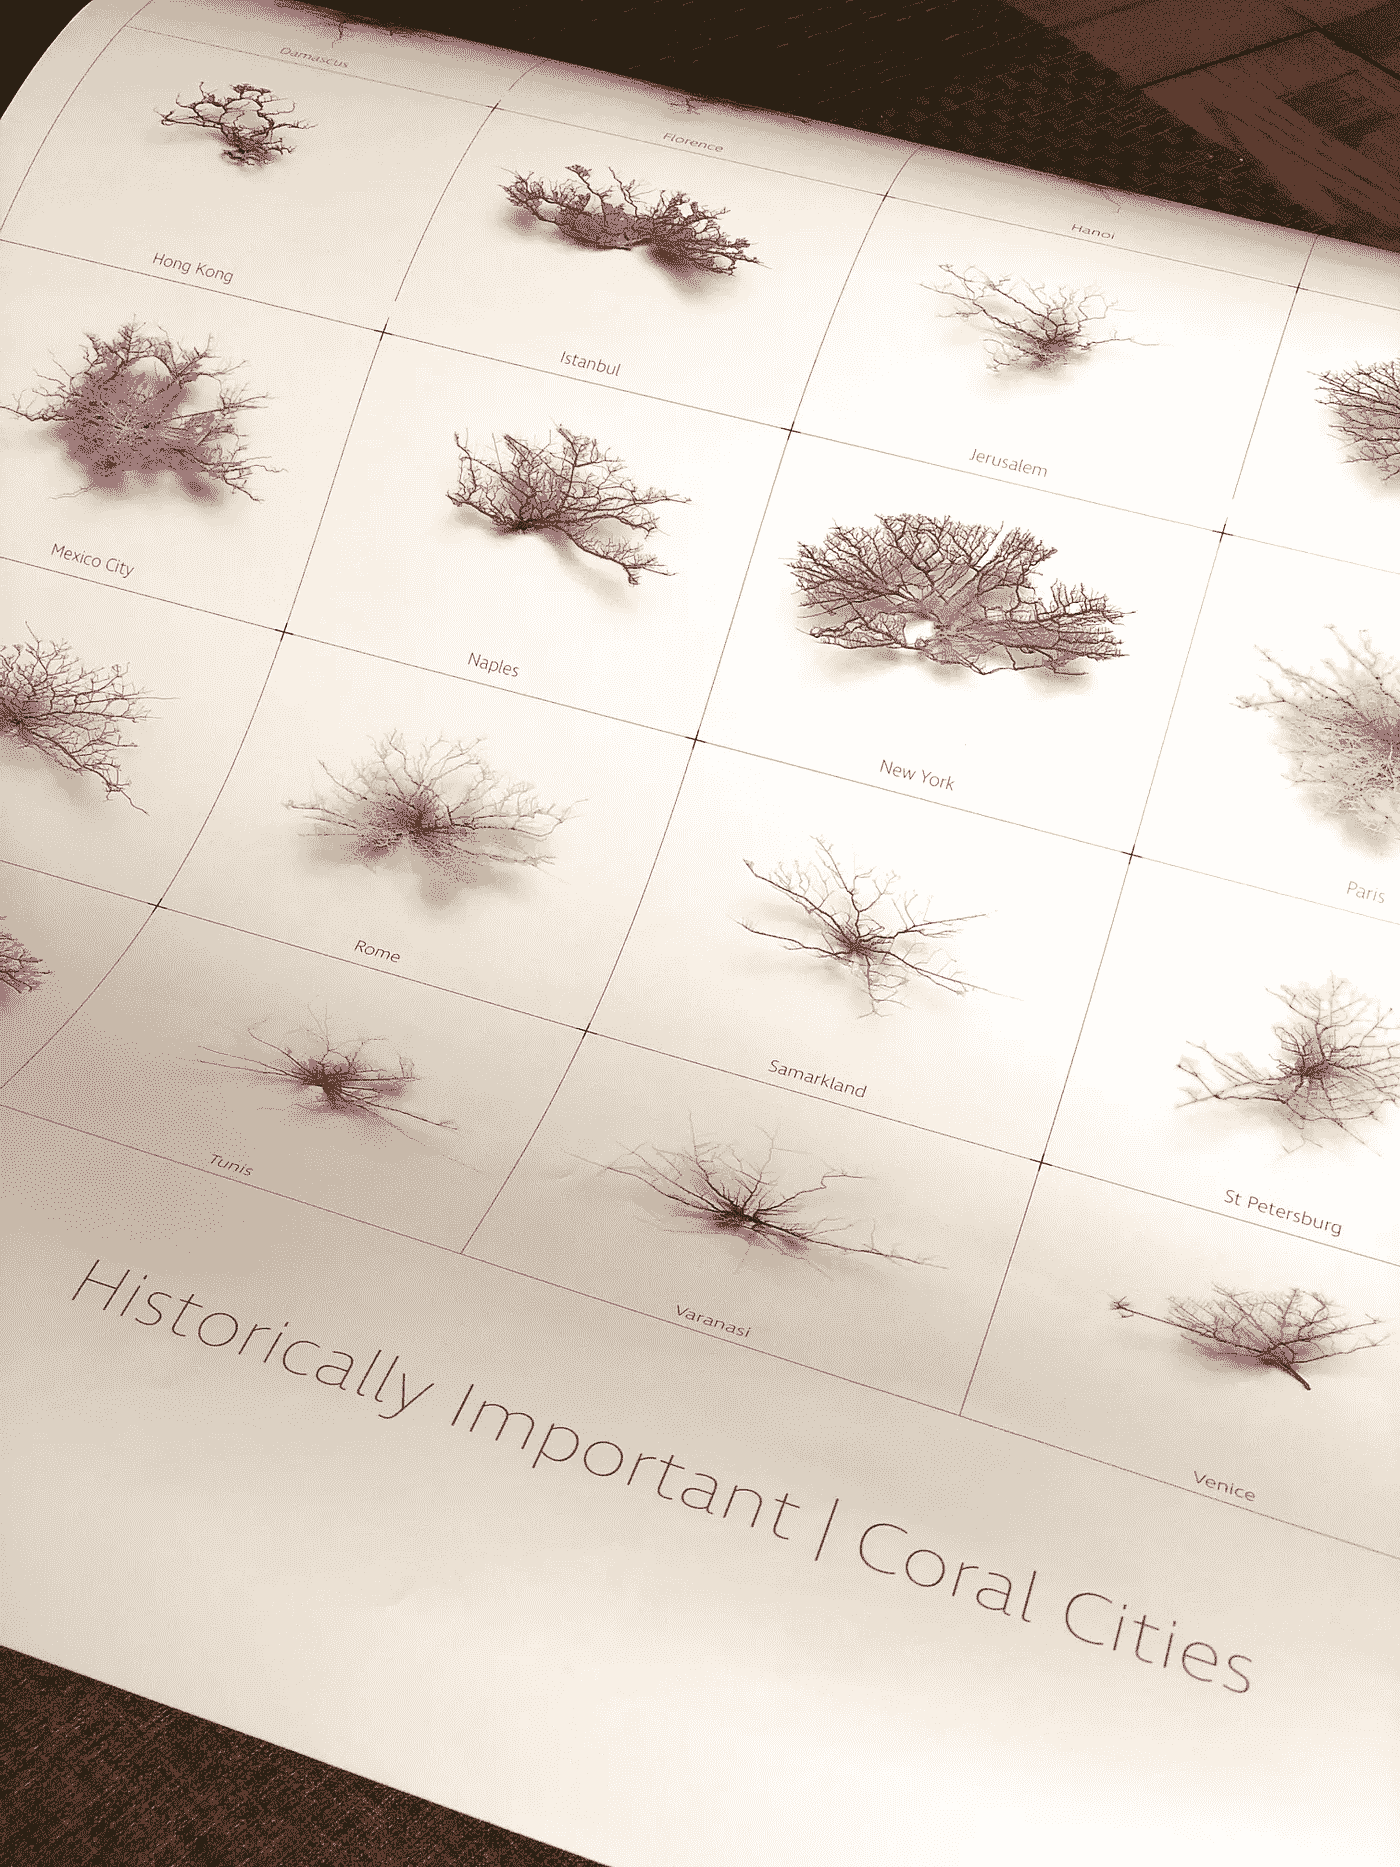 Damascus
Florence
Hanoi
Hong Kong
Istanbul
Jerusalem
Mexico City
Naples
New York
Paris
Rome
Samarkland
St Petersburg
Tunis
Varanasi
Venice
Historically Important | Coral Cities